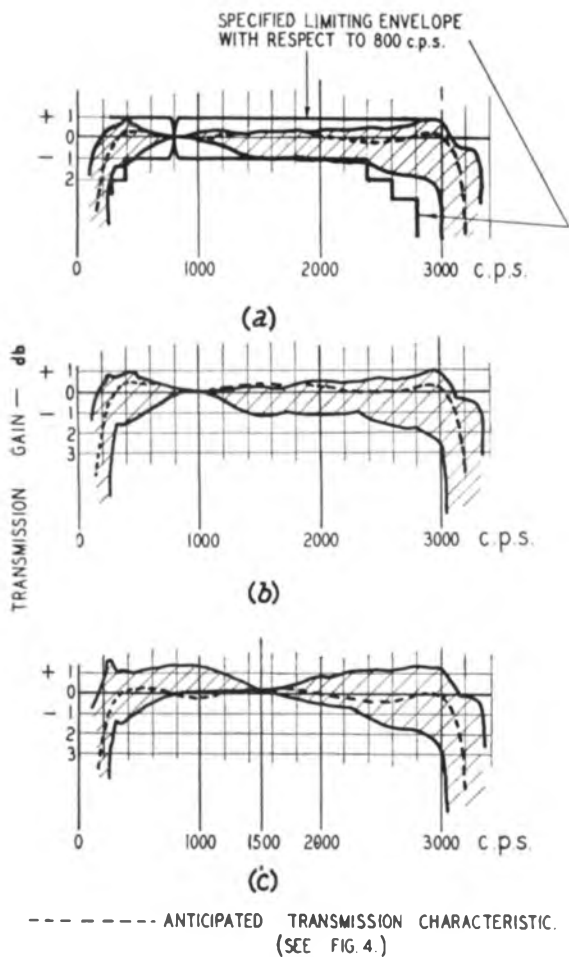 SPECIFIED LIMITING ENVELOPE
WITH RESPECT TO 800 c.p.s.
+ 1
0
- 1
2
0 1000 2000 3000 c.p.s.
(a)
TRANSMISSION GAIN — db
+ 1
0
- 1
2
3
0 1000 2000 3000 c.p.s.
(b)
+ 1
0
- 1
2
3
0 1000 1500 2000 3000 c.p.s.
(c)
------- ANTICIPATED TRANSMISSION CHARACTERISTIC.
(SEE FIG. 4.)